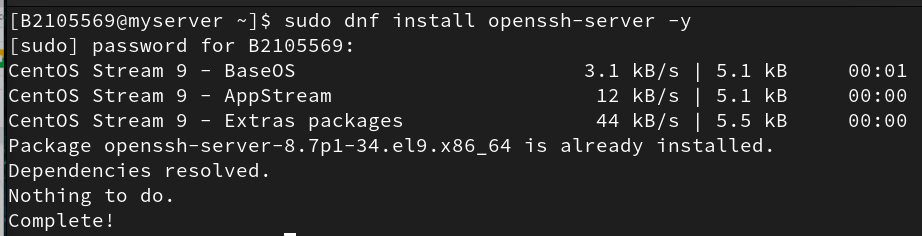 [B2105569@myserver ~]$ sudo dnf install openssh-server -y
[sudo] password for B2105569:
CentOS Stream 9 - BaseOS                        3.1 kB/s | 5.1 kB     00:01
CentOS Stream 9 - AppStream                      12 kB/s | 5.1 kB     00:00
CentOS Stream 9 - Extras packages                44 kB/s | 5.5 kB     00:00
Package openssh-server-8.7p1-34.el9.x86_64 is already installed.
Dependencies resolved.
Nothing to do.
Complete!